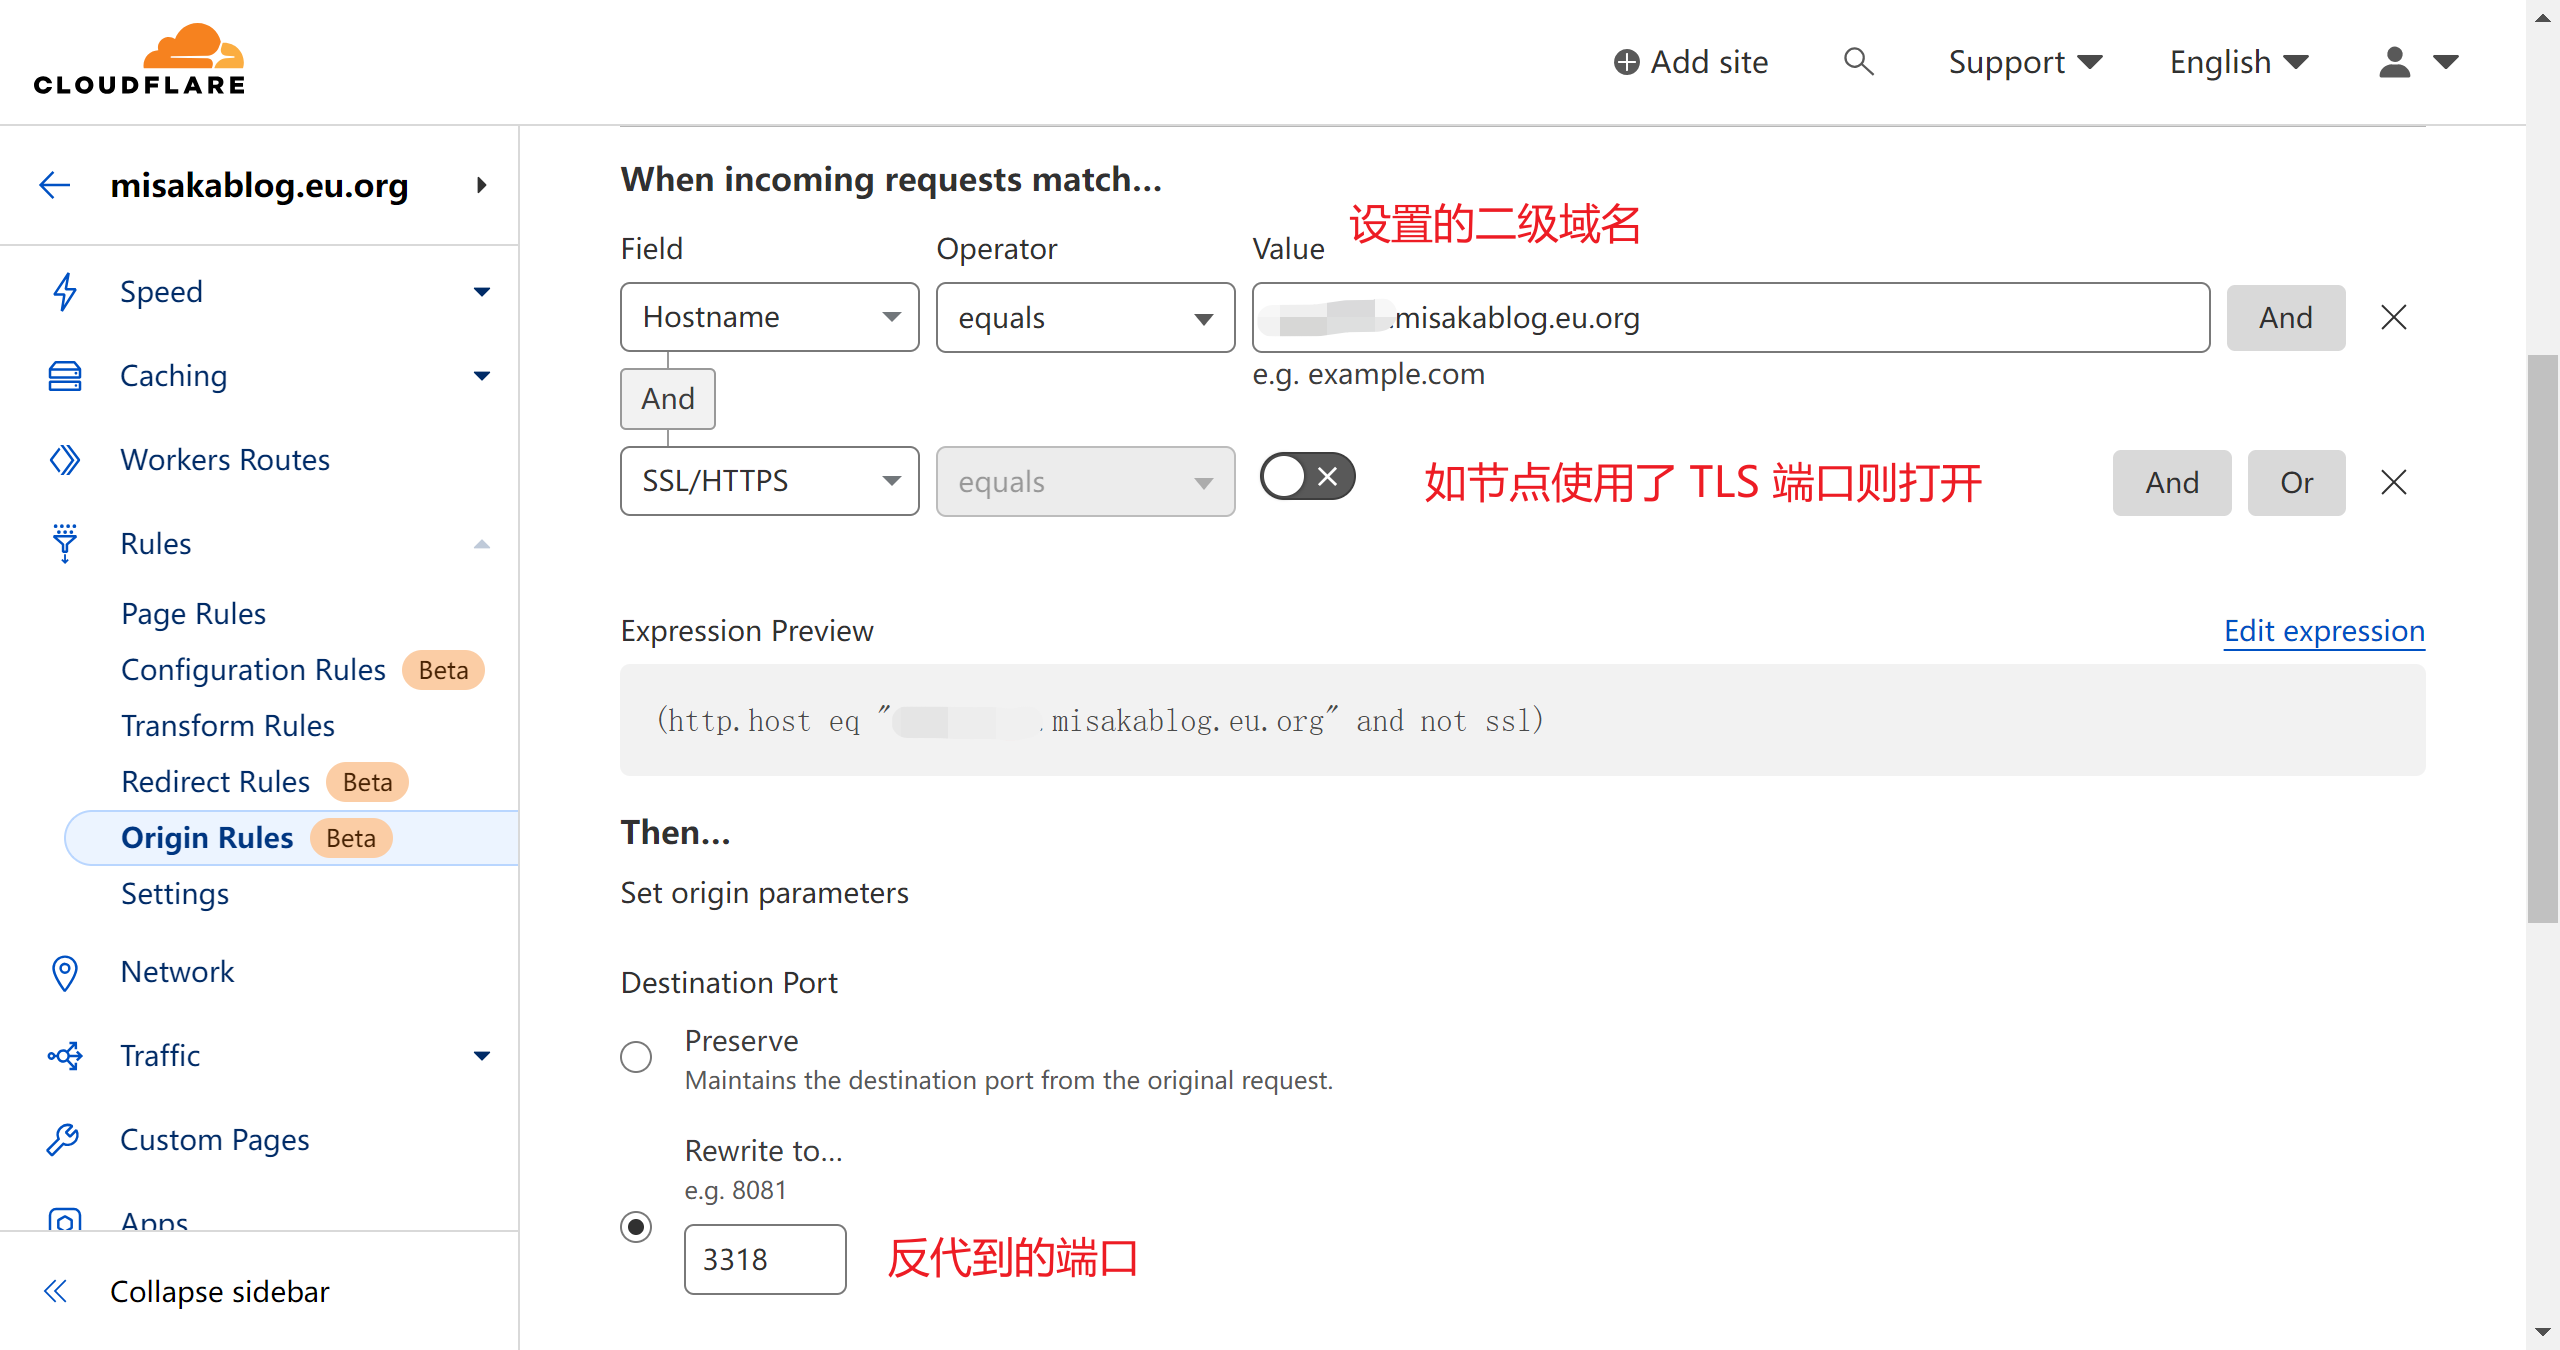 CLOUDFLARE
Add site
Support
English
misakablog.eu.org
Speed
Caching
Workers Routes
Rules
Page Rules
Configuration Rules Beta
Transform Rules
Redirect Rules Beta
Origin Rules Beta
Settings
Network
Traffic
Custom Pages
Apps
Collapse sidebar
When incoming requests match...
设置的二级域名
Field Operator Value
Hostname equals .misakablog.eu.org And
e.g. example.com
And
SSL/HTTPS equals 如节点使用了 TLS 端口则打开 And Or
Expression Preview Edit expression
(http.host eq " .misakablog.eu.org" and not ssl)
Then...
Set origin parameters
Destination Port
Preserve
Maintains the destination port from the original request.
Rewrite to...
e.g. 8081
3318 反代到的端口